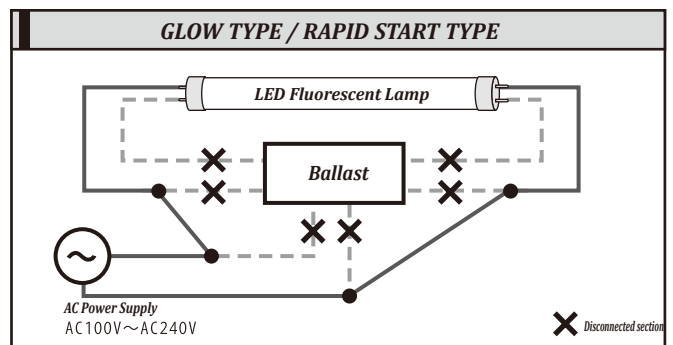 GLOW TYPE / RAPID START TYPE
LED Fluorescent Lamp
Ballast
AC Power Supply
AC100V～AC240V
Disconnected section